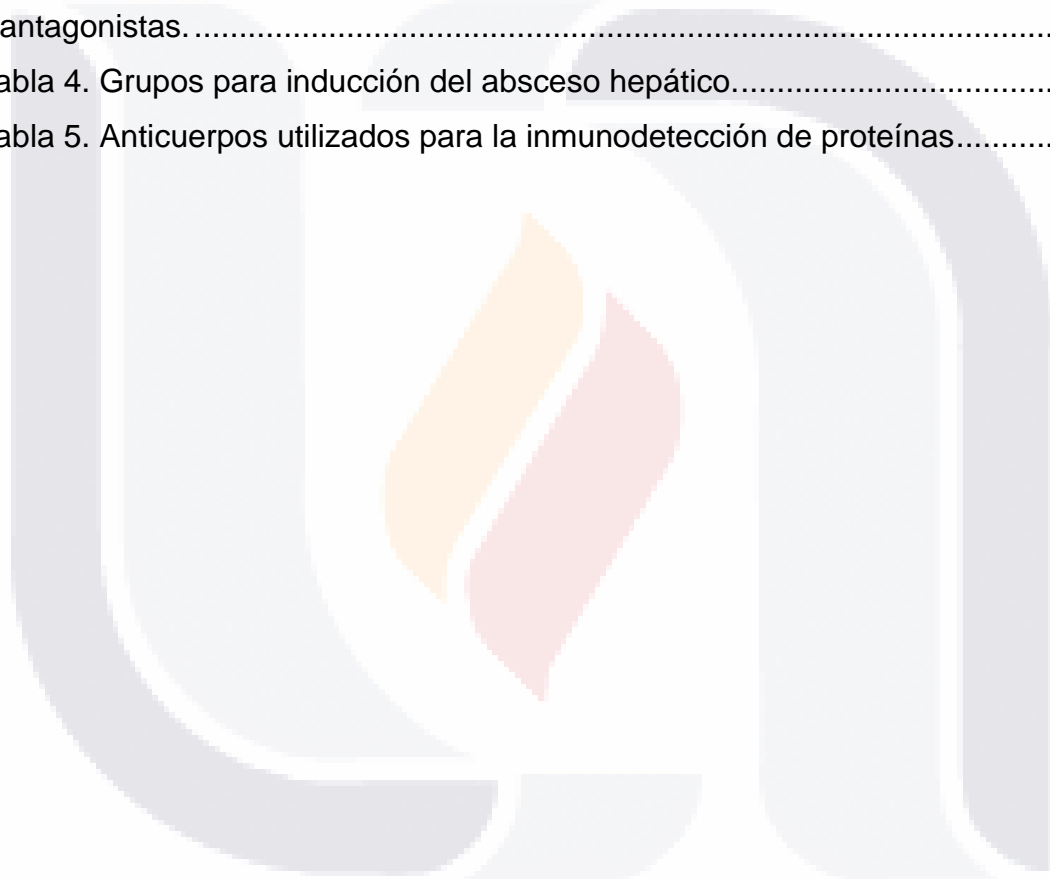 antagonistas. ................................................................................................
abla 4. Grupos para inducción del absceso hepático...................................
abla 5. Anticuerpos utilizados para la inmunodetección de proteínas...........